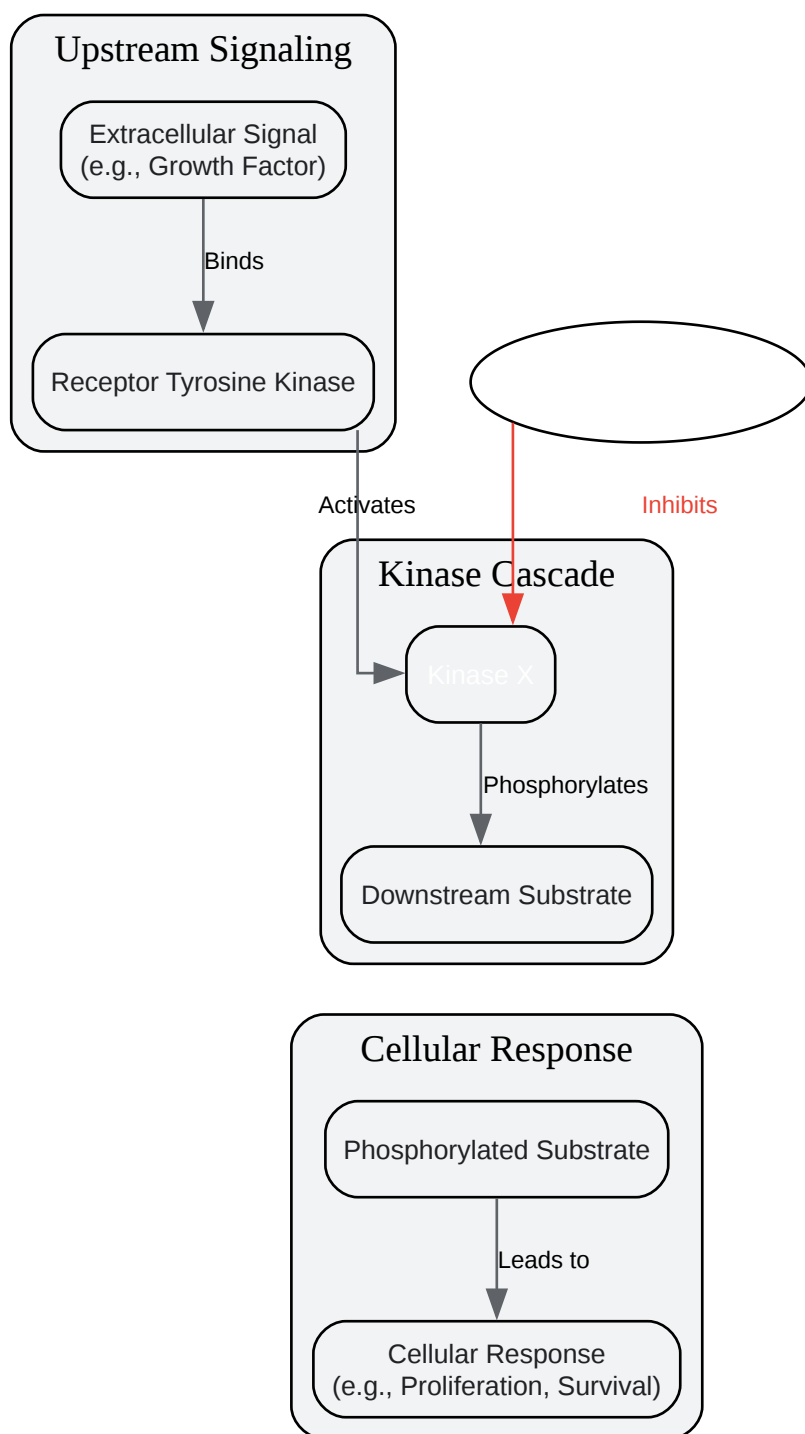 Upstream Signaling
Extracellular Signal
(e.g., Growth Factor)
Binds
Receptor Tyrosine Kinase
Activates
Inhibits
Kinase Cascade
Kinase X
Phosphorylates
Downstream Substrate
Cellular Response
Phosphorylated Substrate
Leads to
Cellular Response
(e.g., Proliferation, Survival)